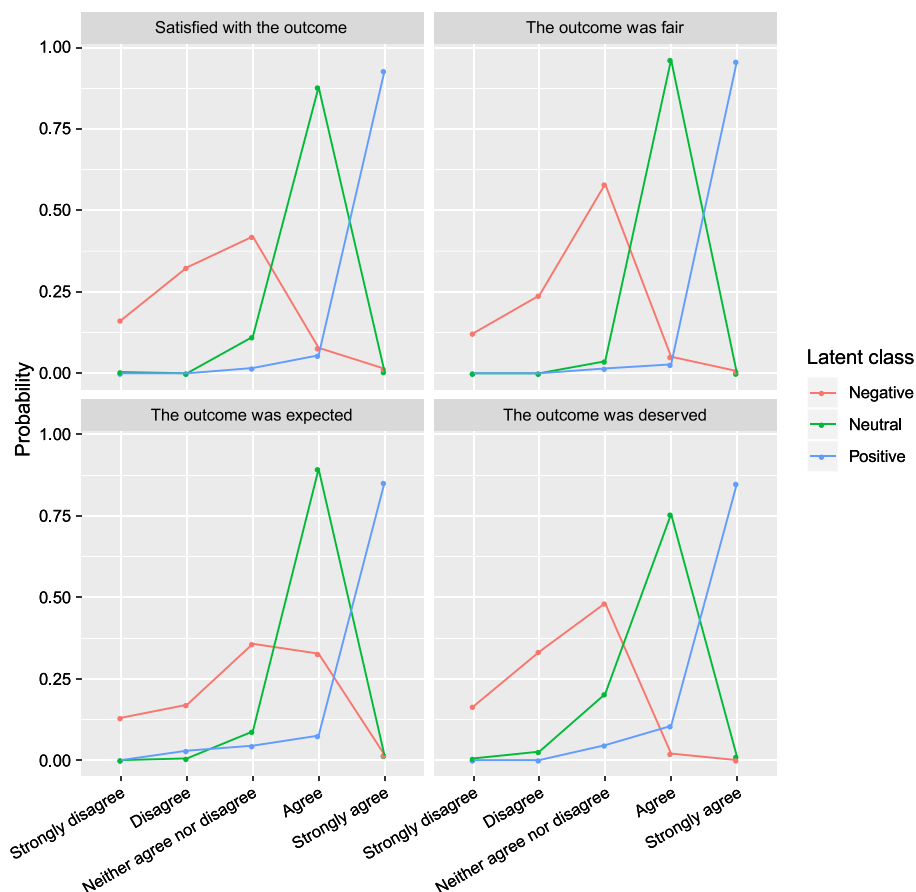 Satisfied with the outcome
The outcome was fair
1.00
0.75
0.50
0.25
0.00
The outcome was expected
The outcome was deserved
1.00
0.75
0.50
0.25
0.00
Probability
Strongly disagree
Disagree
Neither agree nor disagree
Agree
Strongly agree
Strongly disagree
Disagree
Neither agree nor disagree
Agree
Strongly agree
Latent class
Negative
Neutral
Positive